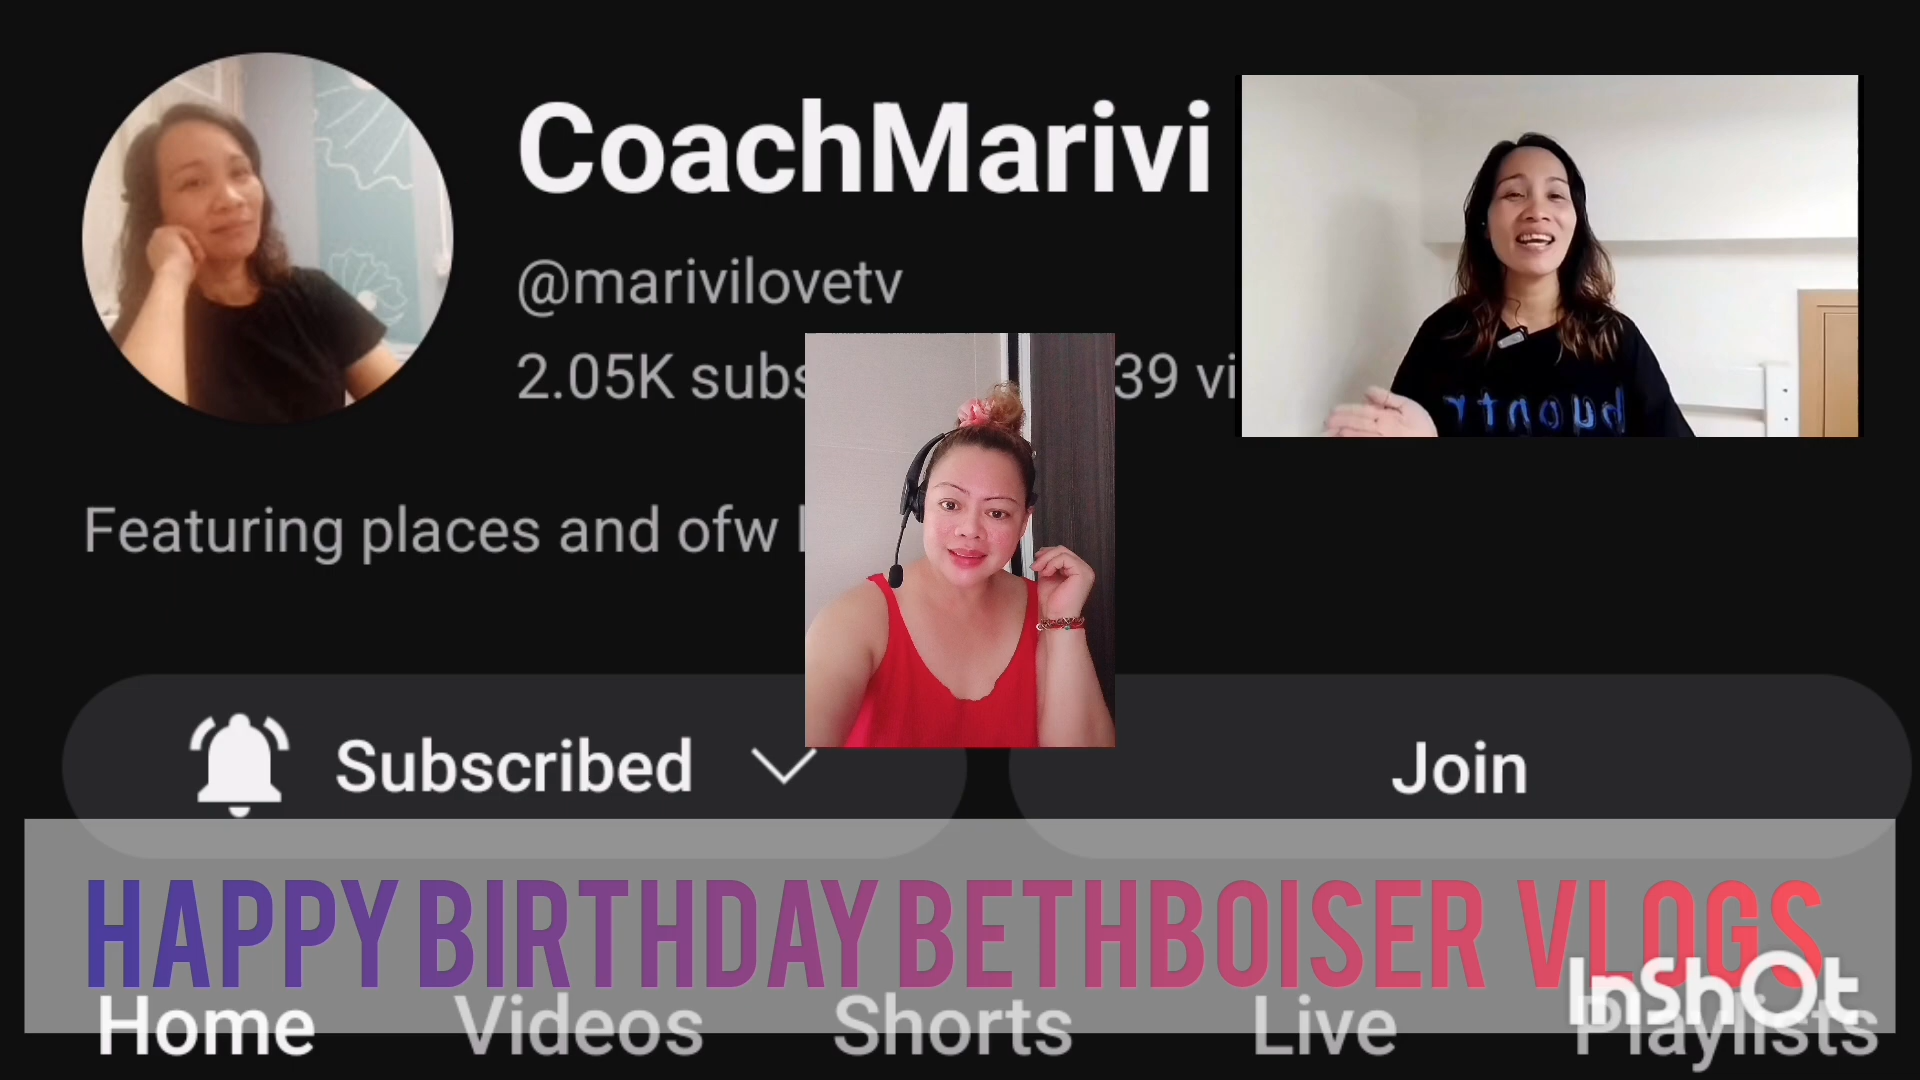 CoachMarivi
@marivilovetv
2.05K subs 39 vi
Featuring places and ofw
Subscribed
Join
HAPPY BIRTHDAY BETHBOISER VLOGS
InShOt
Home Videos Shorts Live Playlists